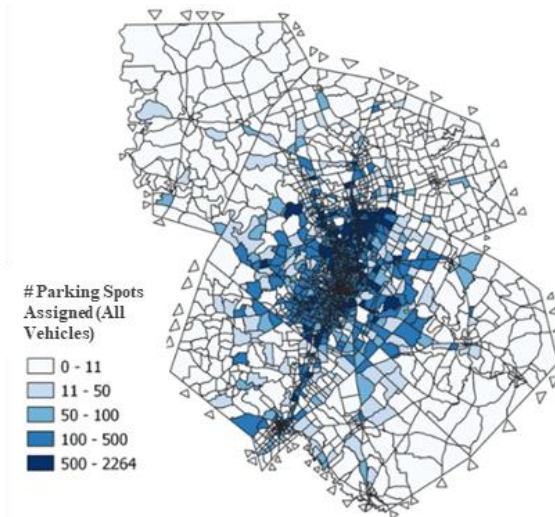 # Parking Spots
Assigned (All
Vehicles)
0 - 11
11 - 50
50 - 100
100 - 500
500 - 2264